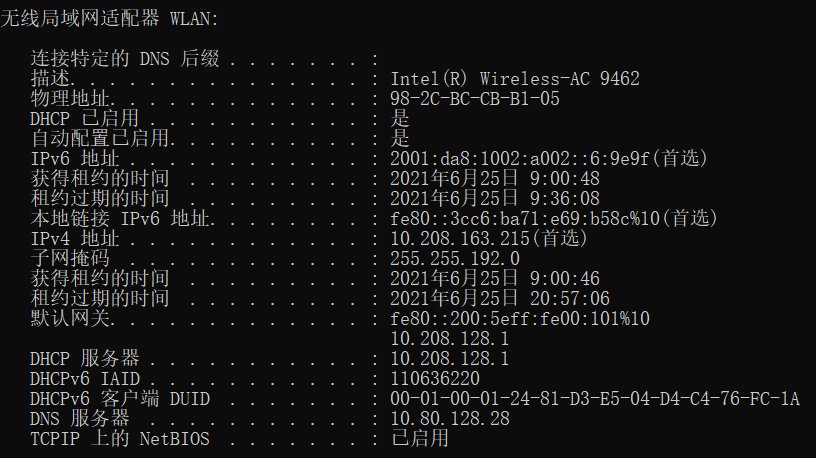 无线局域网适配器 WLAN:
连接特定的 DNS 后缀 . . . . . . . :
描述. . . . . . . . . . . . . . . : Intel(R) Wireless-AC 9462
物理地址. . . . . . . . . . . . . : 98-2C-BC-CB-B1-05
DHCP 已启用 . . . . . . . . . . . : 是
自动配置已启用. . . . . . . . . . : 是
IPv6 地址 . . . . . . . . . . . . : 2001:da8:1002:a002::6:9e9f(首选)
获得租约的时间  . . . . . . . . . : 2021年6月25日 9:00:48
租约过期的时间  . . . . . . . . . : 2021年6月25日 9:36:08
本地链接 IPv6 地址. . . . . . . . : fe80::3cc6:ba71:e69:b58c%10(首选)
IPv4 地址 . . . . . . . . . . . . : 10.208.163.215(首选)
子网掩码  . . . . . . . . . . . . : 255.255.192.0
获得租约的时间  . . . . . . . . . : 2021年6月25日 9:00:46
租约过期的时间  . . . . . . . . . : 2021年6月25日 20:57:06
默认网关. . . . . . . . . . . . . : fe80::200:5eff:fe00:101%10
10.208.128.1
DHCP 服务器 . . . . . . . . . . . : 10.208.128.1
DHCPv6 IAID . . . . . . . . . . . : 110636220
DHCPv6 客户端 DUID  . . . . . . . : 00-01-00-01-24-81-D3-E5-04-D4-C4-76-FC-1A
DNS 服务器  . . . . . . . . . . . : 10.80.128.28
TCPIP 上的 NetBIOS  . . . . . . . : 已启用